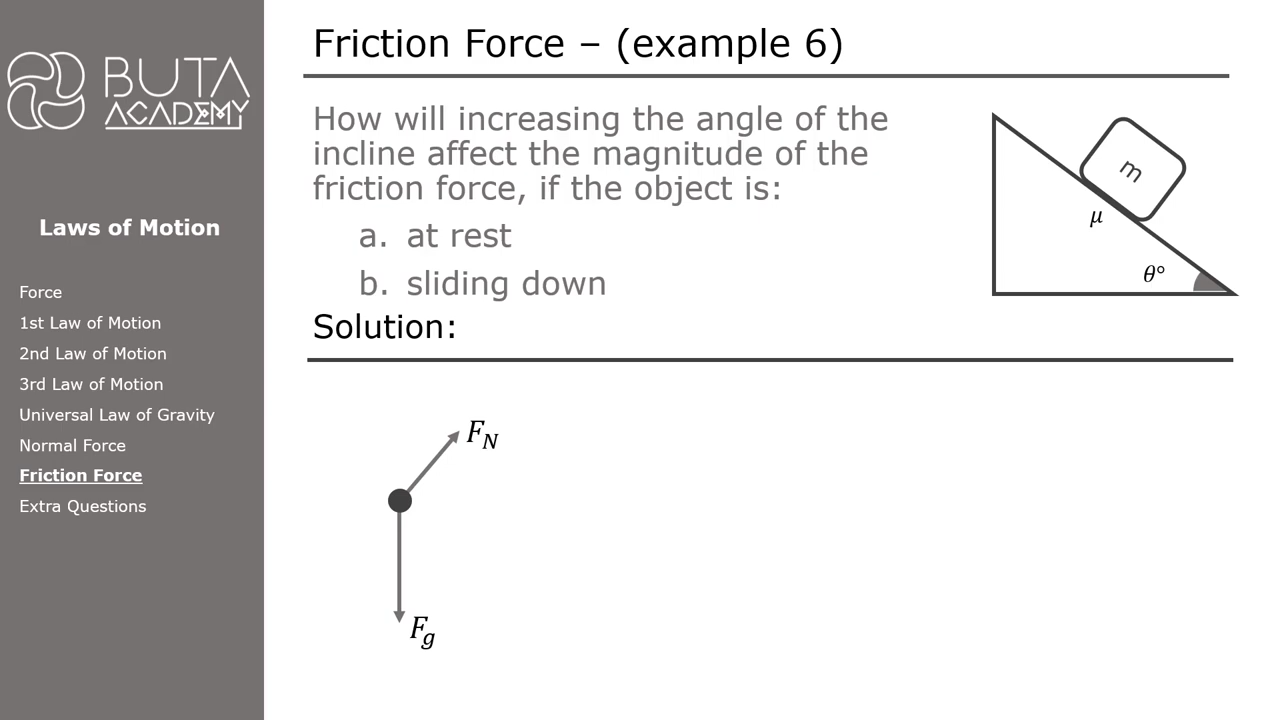 BUTA
ACADEMY
Laws of Motion
Force
1st Law of Motion
2nd Law of Motion
3rd Law of Motion
Universal Law of Gravity
Normal Force
Friction Force
Extra Questions
Friction Force – (example 6)
How will increasing the angle of the
incline affect the magnitude of the
friction force, if the object is:
a. at rest
b. sliding down
Solution:
m
μ
θ°
F_N
F_g